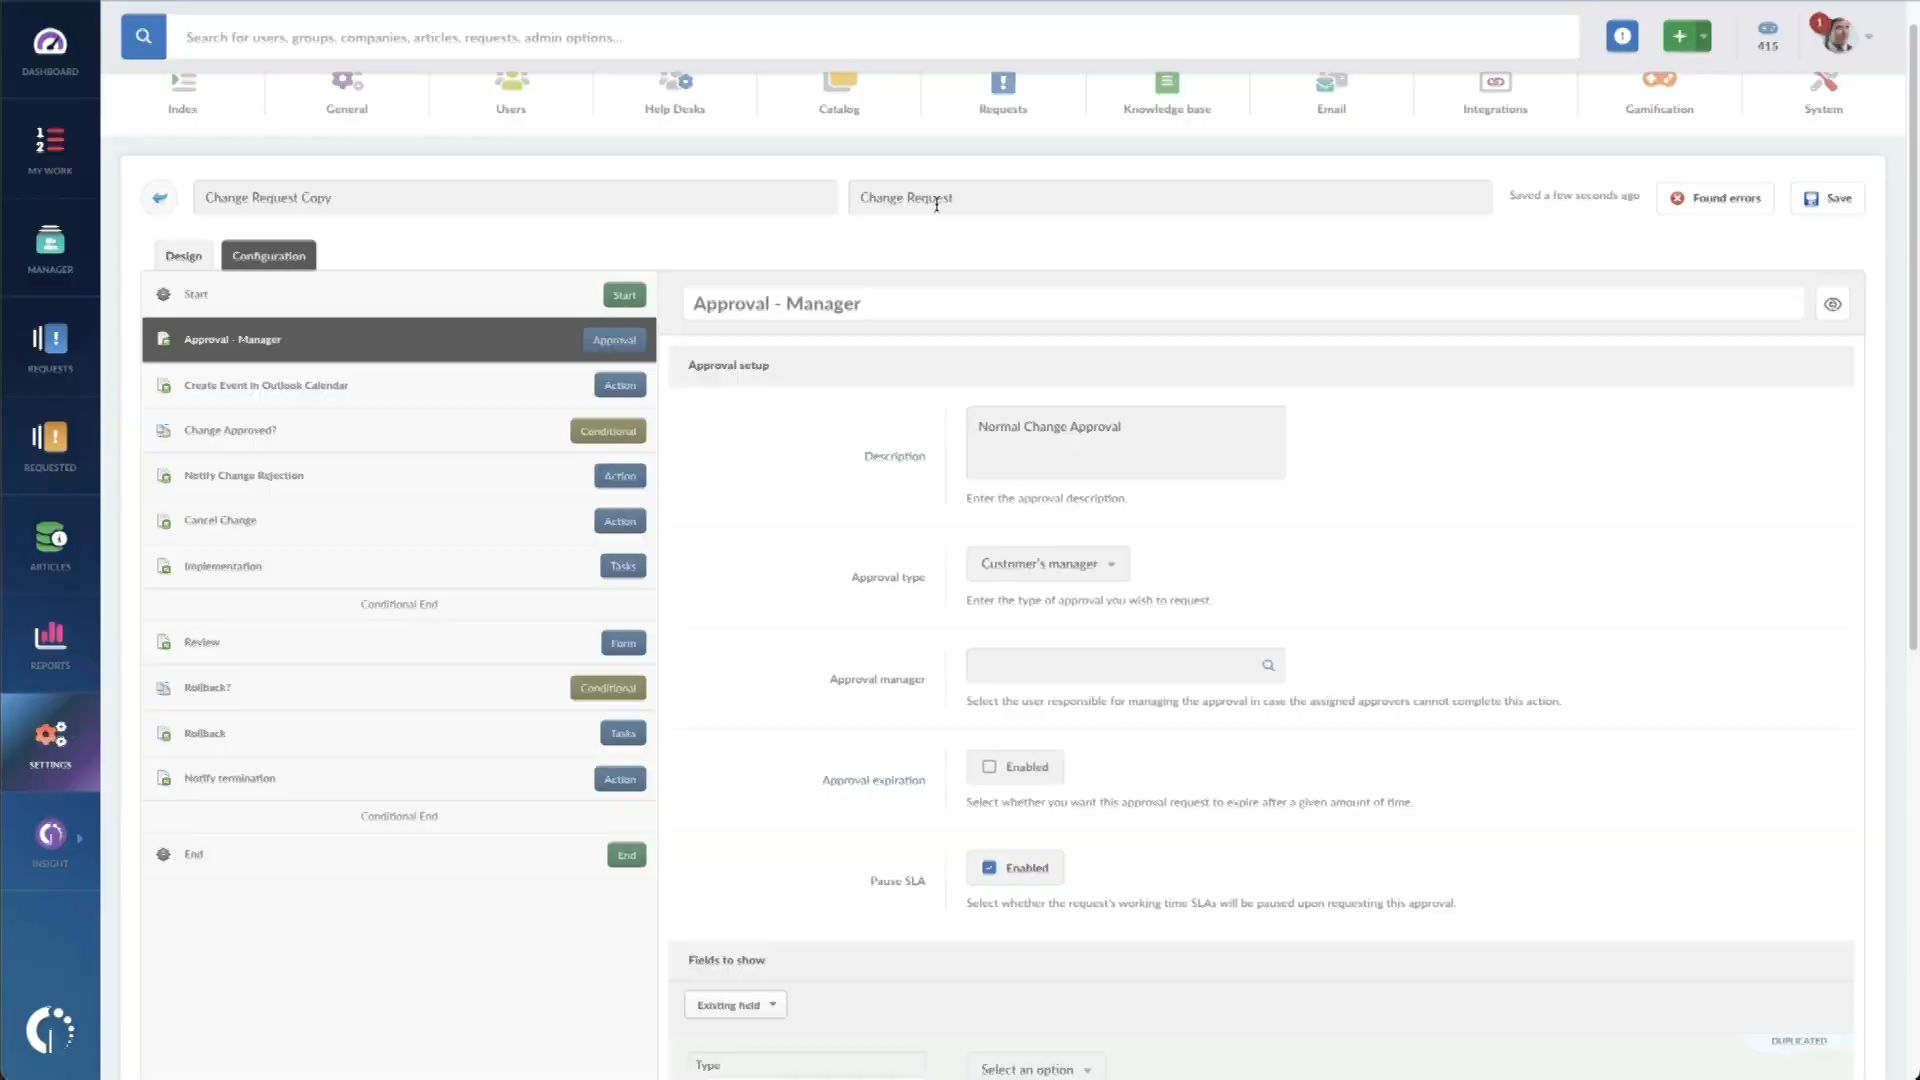 Search for users, groups, companies, articles, requests, admin options...
415
1
DASHBOARD
Index
General
Users
Help Desks
Catalog
Requests
Knowledge base
Email
Integrations
Gamification
System
1
2
MY WORK
MANAGER
REQUESTS
REQUESTED
ARTICLES
REPORTS
SETTINGS
INSIGHT
Change Request Copy
Change Request
Saved a few seconds ago
Found errors
Save
Design
Configuration
Start
Start
Approval - Manager
Approval
Create Event in Outlook Calendar
Action
Change Approved?
Conditional
Notify Change Rejection
Action
Cancel Change
Action
Implementation
Tasks
Conditional End
Review
Form
Rollback?
Conditional
Rollback
Tasks
Notify termination
Action
Conditional End
End
End
Approval - Manager
Approval setup
Description
Normal Change Approval
Enter the approval description.
Approval type
Customer's manager
Enter the type of approval you wish to request.
Approval manager
Select the user responsible for managing the approval in case the assigned approvers cannot complete this action.
Approval expiration
Enabled
Select whether you want this approval request to expire after a given amount of time.
Pause SLA
Enabled
Select whether the request's working time SLAs will be paused upon requesting this approval.
Fields to show
Existing field
DUPLICATED
Type
Select an option